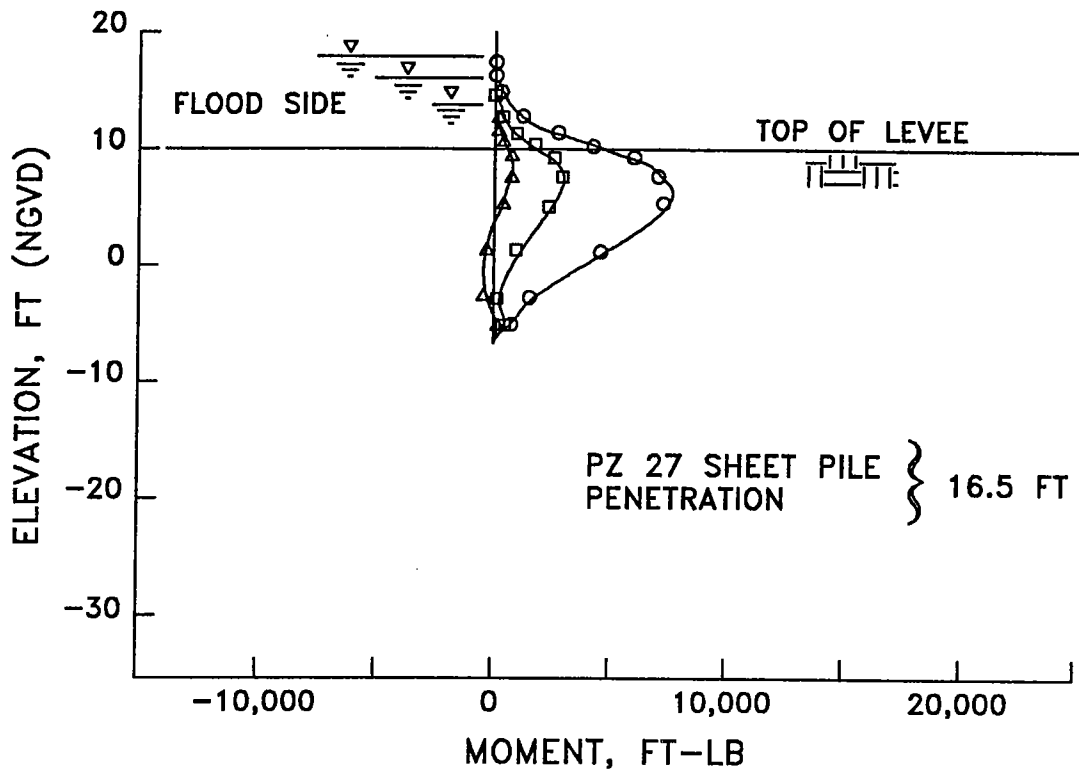 20
10
0
-10
-20
-30
ELEVATION, FT (NGVD)
FLOOD SIDE
TOP OF LEVEE
PZ 27 SHEET PILE
PENETRATION
16.5 FT
-10,000 0 10,000 20,000
MOMENT, FT-LB